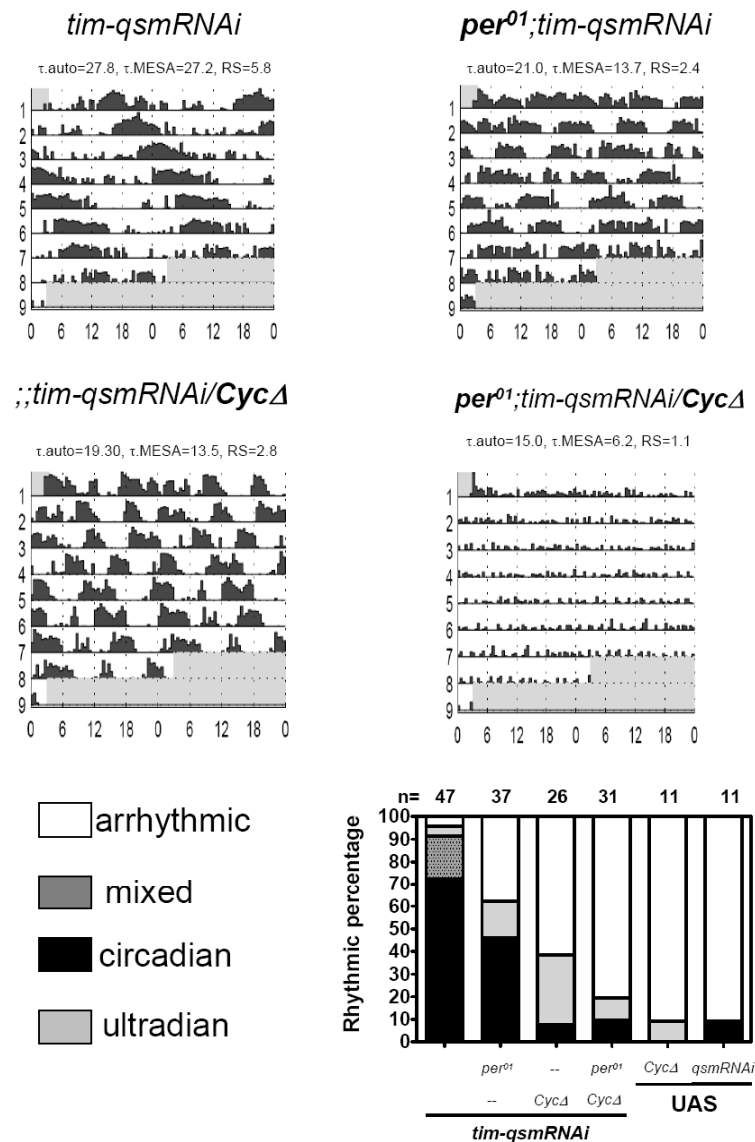 tim-qsmRNAi
per01;tim-qsmRNAi
τ.auto=27.8, τ.MESA=27.2, RS=5.8
τ.auto=21.0, τ.MESA=13.7, RS=2.4
1
2
3
4
5
6
7
8
9
0 6 12 18 0 6 12 18 0
1
2
3
4
5
6
7
8
9
0 6 12 18 0 6 12 18 0
;;tim-qsmRNAi/CycΔ
per01;tim-qsmRNAi/CycΔ
τ.auto=19.30, τ.MESA=13.5, RS=2.8
τ.auto=15.0, τ.MESA=6.2, RS=1.1
1
2
3
4
5
6
7
8
9
0 6 12 18 0 6 12 18 0
1
2
3
4
5
6
7
8
9
0 6 12 18 0 6 12 18 0
arrhythmic
mixed
circadian
ultradian
n= 47 37 26 31 11 11
Rhythmic percentage
100
90
80
70
60
50
40
30
20
10
0
per01 -- per01 CycΔ qsmRNAi
-- CycΔ CycΔ UAS
tim-qsmRNAi